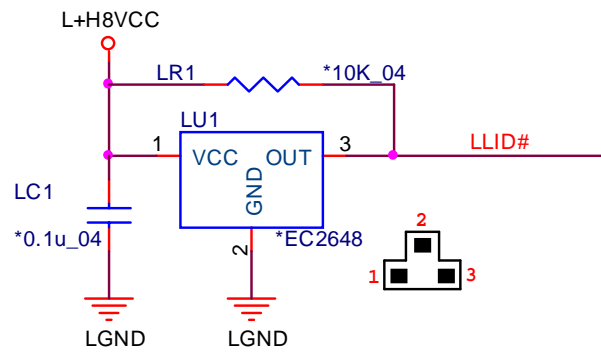 L+H8VCC
LR1
*10K_04
LU1
1
VCC
OUT
3
LLID#
GND
LC1
*0.1u_04
2
*EC2648
2
1
3
LGND
LGND